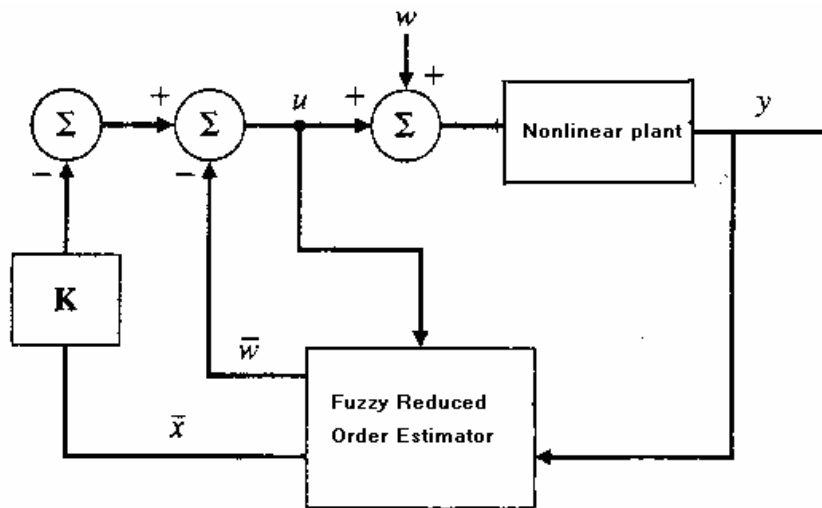 w
+
+ u + Σ
Σ Σ Nonlinear plant y
− −
K
w̄
Fuzzy Reduced
Order Estimator
x̄